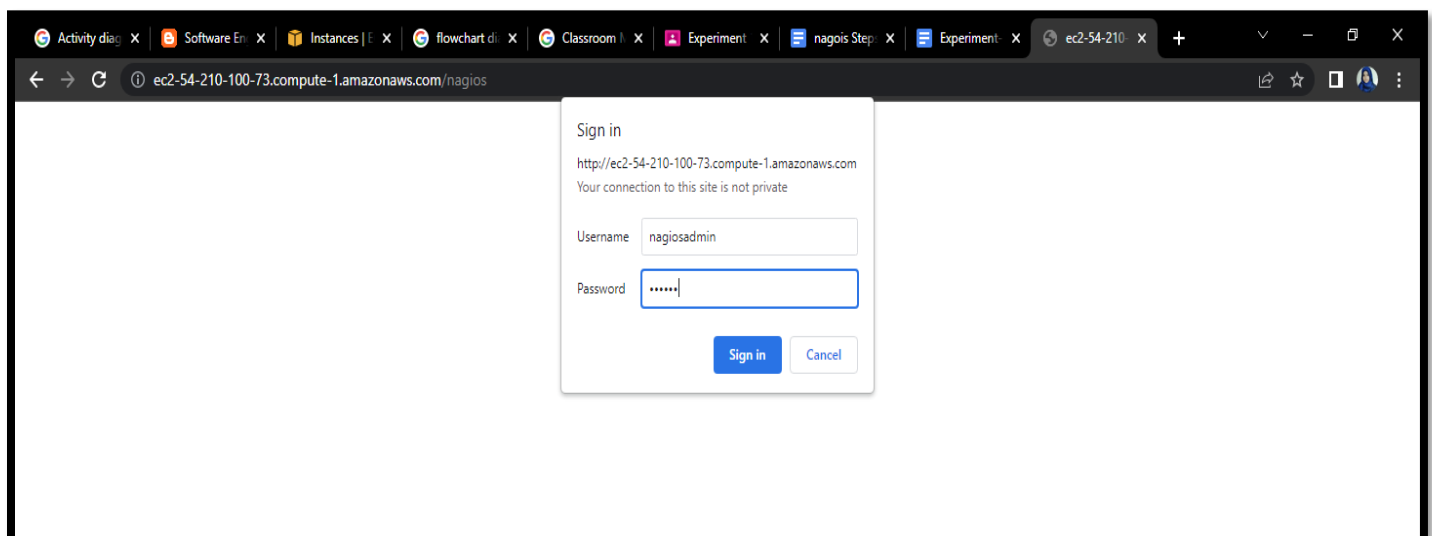 Activity diag Software En Instances | E flowchart di Classroom M Experiment nagois Step Experiment- ec2-54-210-
ec2-54-210-100-73.compute-1.amazonaws.com/nagios
Sign in
http://ec2-54-210-100-73.compute-1.amazonaws.com
Your connection to this site is not private
Username nagiosadmin
Password ••••••
Sign in Cancel